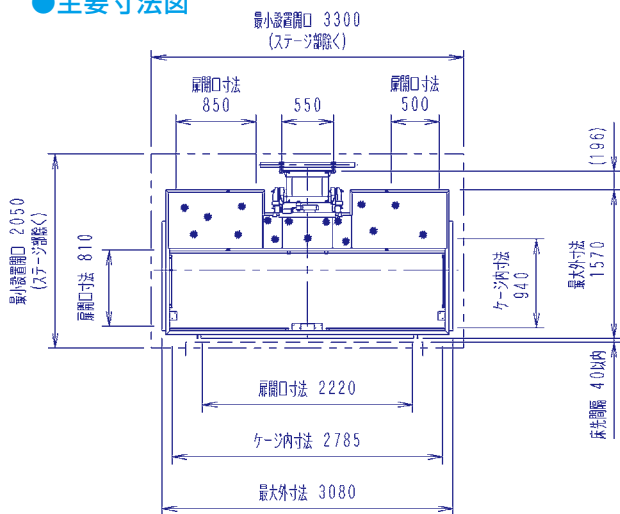 ●主要寸法図
最小設置開口 3300
(ステージ部除く)
扉開口寸法
850
550
扉開口寸法
500
(196)
最小設置開口 2050
(ステージ部除く)
扉開口寸法 810
ケージ内寸法
940
最大外寸法
1570
床先間隔 40以内
扉開口寸法 2220
ケージ内寸法 2785
最大外寸法 3080